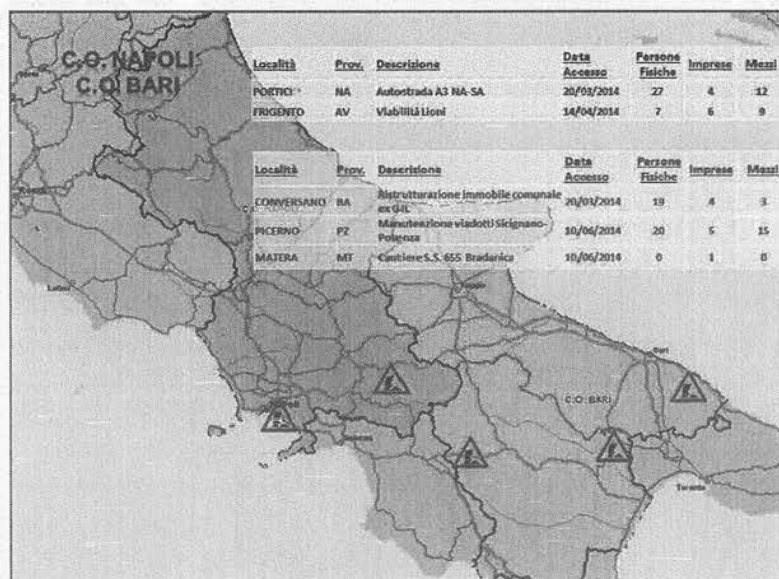 C.O. NAPOLI
C.O. BARI
Località Prov. Descrizione Data Accesso Persone Fisiche Imprese Mezzi
PORTICI NA Autostrada A3 NA-SA 20/03/2014 27 4 12
FRIGENTO AV Viabilità Lioni 14/04/2014 7 6 9
Località Prov. Descrizione Data Accesso Persone Fisiche Imprese Mezzi
CONVERSANO BA Ristrutturazione immobile comunale ex GIL 20/03/2014 19 4 3
PICERNO PZ Manutenzione viadotti Sicignano-Potenza 10/06/2014 20 5 15
MATERA MT Cantiere S.S. 655 Bradanica 10/06/2014 0 1 0
Latina
Foggia
Bari
C.O. BARI
Taranto